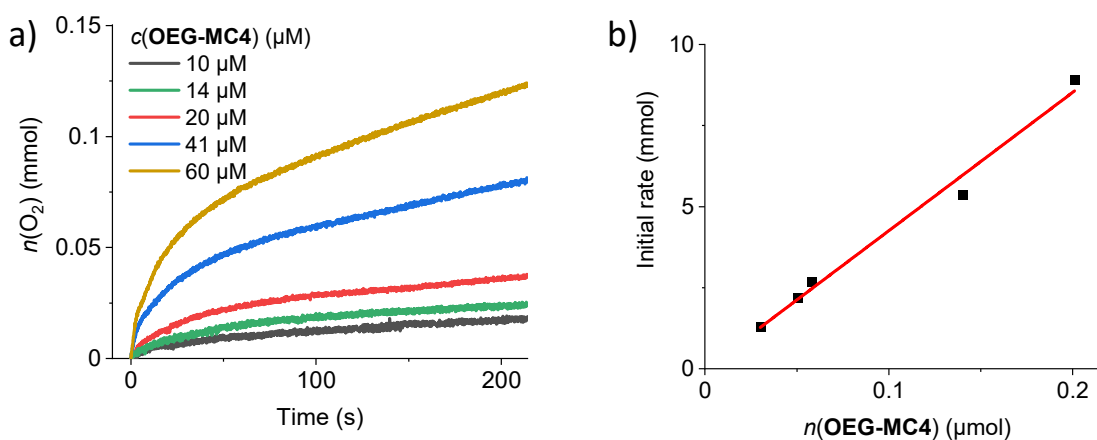 a)
c(OEG-MC4) (µM)
10 µM
14 µM
20 µM
41 µM
60 µM
n(O₂) (mmol)
0.15
0.1
0.05
0
0
100
200
Time (s)
b)
Initial rate (mmol)
10
5
0
0
0.1
0.2
n(OEG-MC4) (µmol)